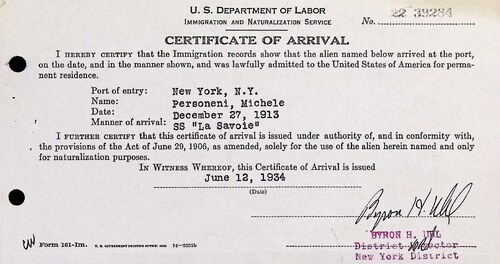 U. S. DEPARTMENT OF LABOR
IMMIGRATION AND NATURALIZATION SERVICE
No. 22 39284
CERTIFICATE OF ARRIVAL
I HEREBY CERTIFY that the Immigration records show that the alien named below arrived at the port,
on the date, and in the manner shown, and was lawfully admitted to the United States of America for perma-
nent residence.
Port of entry: New York, N.Y.
Name: Personeni, Michele
Date: December 27, 1913
Manner of arrival: SS "La Savoie"
I FURTHER CERTIFY that this certificate of arrival is issued under authority of, and in conformity with,
the provisions of the Act of June 29, 1906, as amended, solely for the use of the alien herein named and only
for naturalization purposes.
IN WITNESS WHEREOF, this Certificate of Arrival is issued
June 12, 1934
(Date)
Byron H. Uhl
BYRON H. UHL
District Director
New York District
Form 161-Im. U. S. GOVERNMENT PRINTING OFFICE